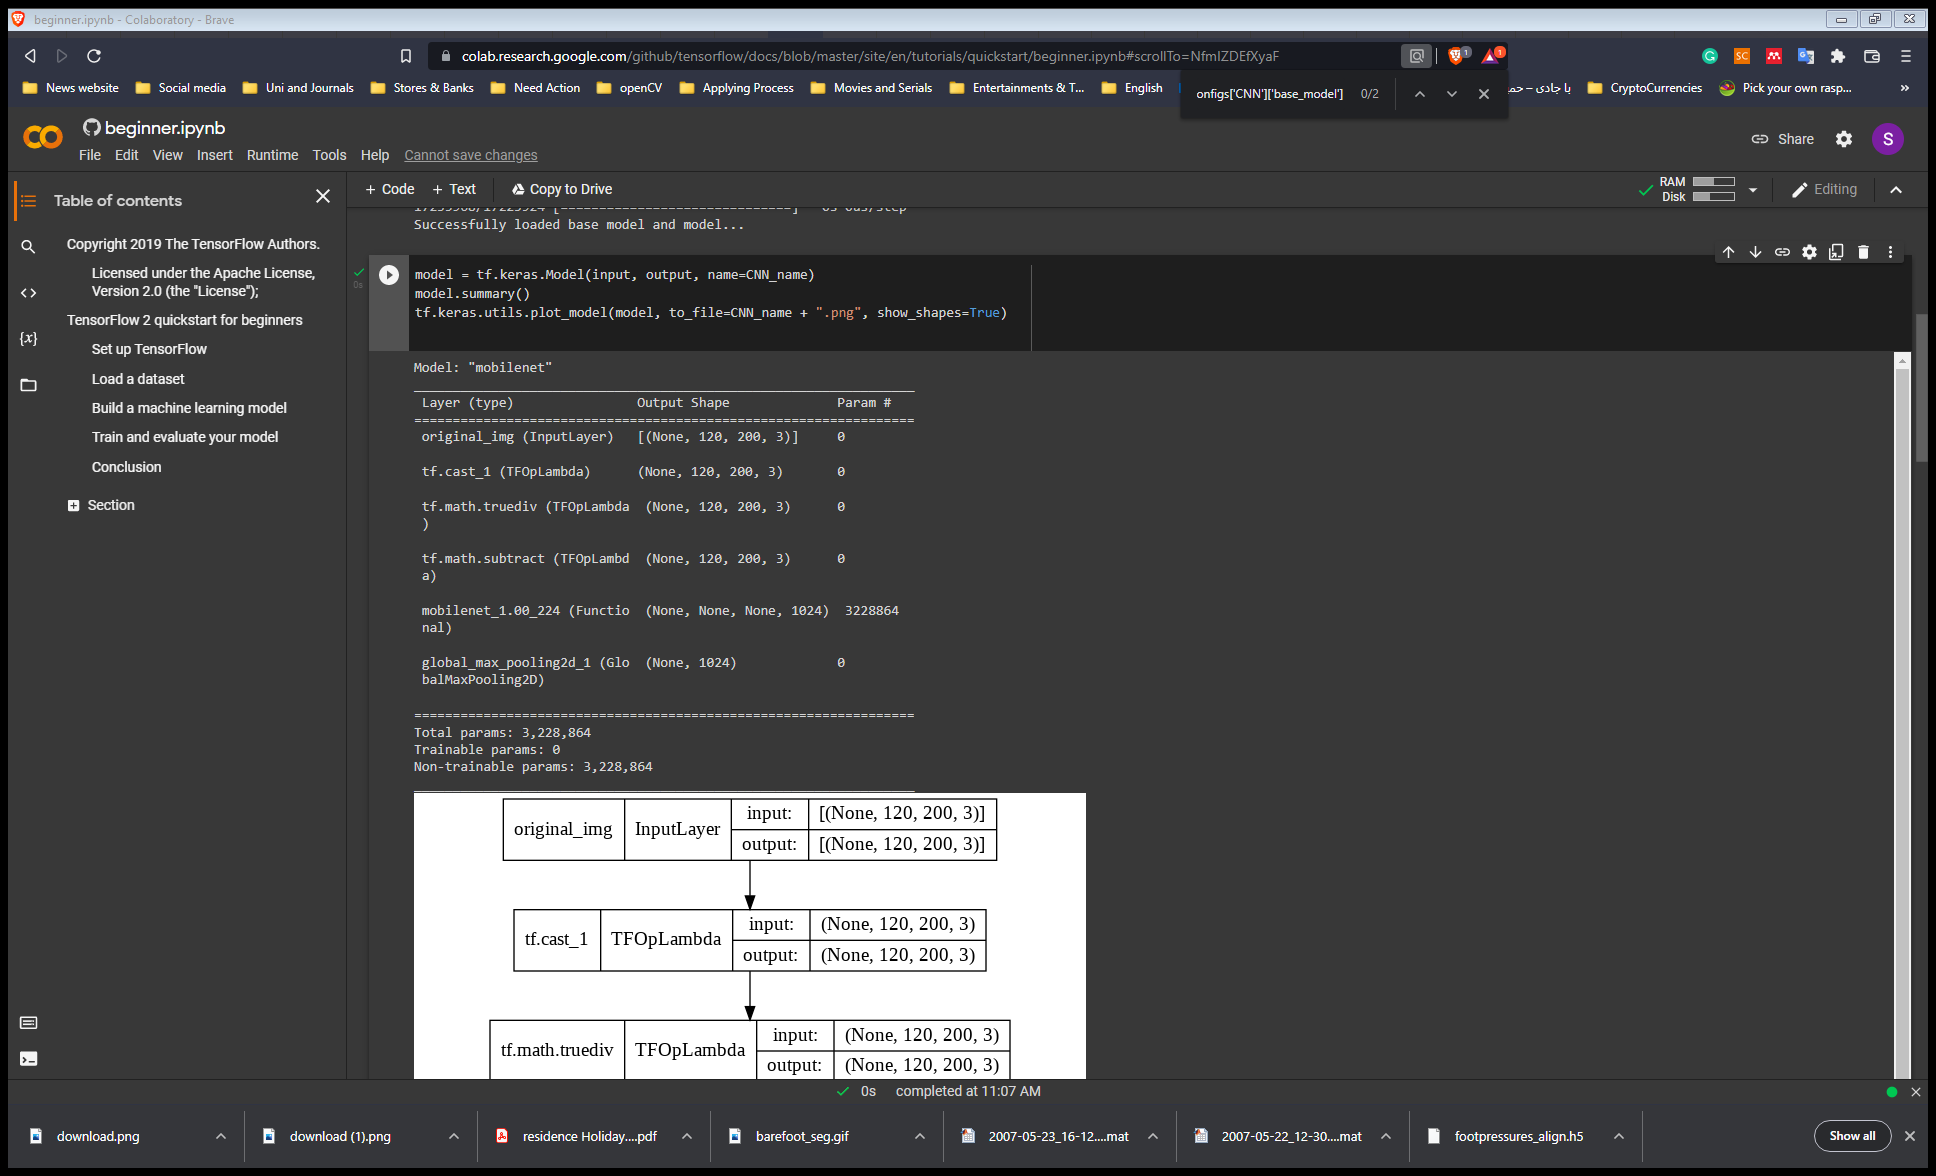 beginner.ipynb - Colaboratory - Brave
colab.research.google.com/github/tensorflow/docs/blob/master/site/en/tutorials/quickstart/beginner.ipynb#scrollTo=NfmIZDEfXyaF
1
1
News website
Social media
Uni and Journals
Stores & Banks
Need Action
openCV
Applying Process
Movies and Serials
Entertainments & T...
English
onfigs['CNN']['base_model']
0/2
با جادی – حم
CryptoCurrencies
Pick your own rasp...
»
beginner.ipynb
File Edit View Insert Runtime Tools Help Cannot save changes
Share
S
Table of contents
+ Code + Text Copy to Drive
RAM
Disk
Editing
Copyright 2019 The TensorFlow Authors.
Licensed under the Apache License,
Version 2.0 (the "License");
TensorFlow 2 quickstart for beginners
Set up TensorFlow
Load a dataset
Build a machine learning model
Train and evaluate your model
Conclusion
Section
Successfully loaded base model and model...
0s
model = tf.keras.Model(input, output, name=CNN_name)
model.summary()
tf.keras.utils.plot_model(model, to_file=CNN_name + ".png", show_shapes=True)
Model: "mobilenet"
Layer (type) Output Shape Param #
=================================================================
original_img (InputLayer) [(None, 120, 200, 3)] 0
tf.cast_1 (TFOpLambda) (None, 120, 200, 3) 0
tf.math.truediv (TFOpLambda (None, 120, 200, 3) 0
)
tf.math.subtract (TFOpLambd (None, 120, 200, 3) 0
a)
mobilenet_1.00_224 (Functio (None, None, None, 1024) 3228864
nal)
global_max_pooling2d_1 (Glo (None, 1024) 0
balMaxPooling2D)
=================================================================
Total params: 3,228,864
Trainable params: 0
Non-trainable params: 3,228,864
original_img InputLayer input: [(None, 120, 200, 3)]
output: [(None, 120, 200, 3)]
tf.cast_1 TFOpLambda input: (None, 120, 200, 3)
output: (None, 120, 200, 3)
tf.math.truediv TFOpLambda input: (None, 120, 200, 3)
output: (None, 120, 200, 3)
0s completed at 11:07 AM
download.png
download (1).png
residence Holiday....pdf
barefoot_seg.gif
2007-05-23_16-12....mat
2007-05-22_12-30....mat
footpressures_align.h5
Show all